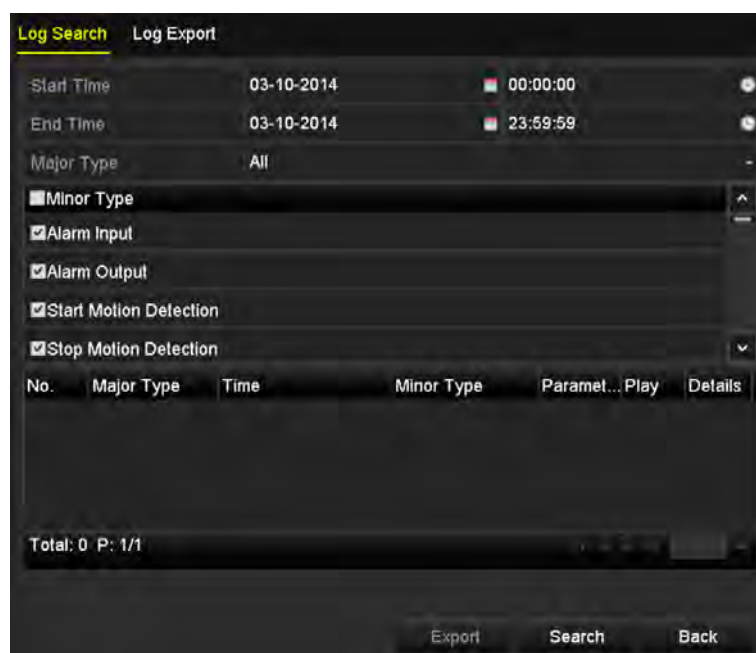 Log Search Log Export
Start Time 03-10-2014 00:00:00
End Time 03-10-2014 23:59:59
Major Type All
Minor Type
Alarm Input
Alarm Output
Start Motion Detection
Stop Motion Detection
No. Major Type Time Minor Type Paramet... Play Details
Total: 0 P: 1/1
Export Search Back